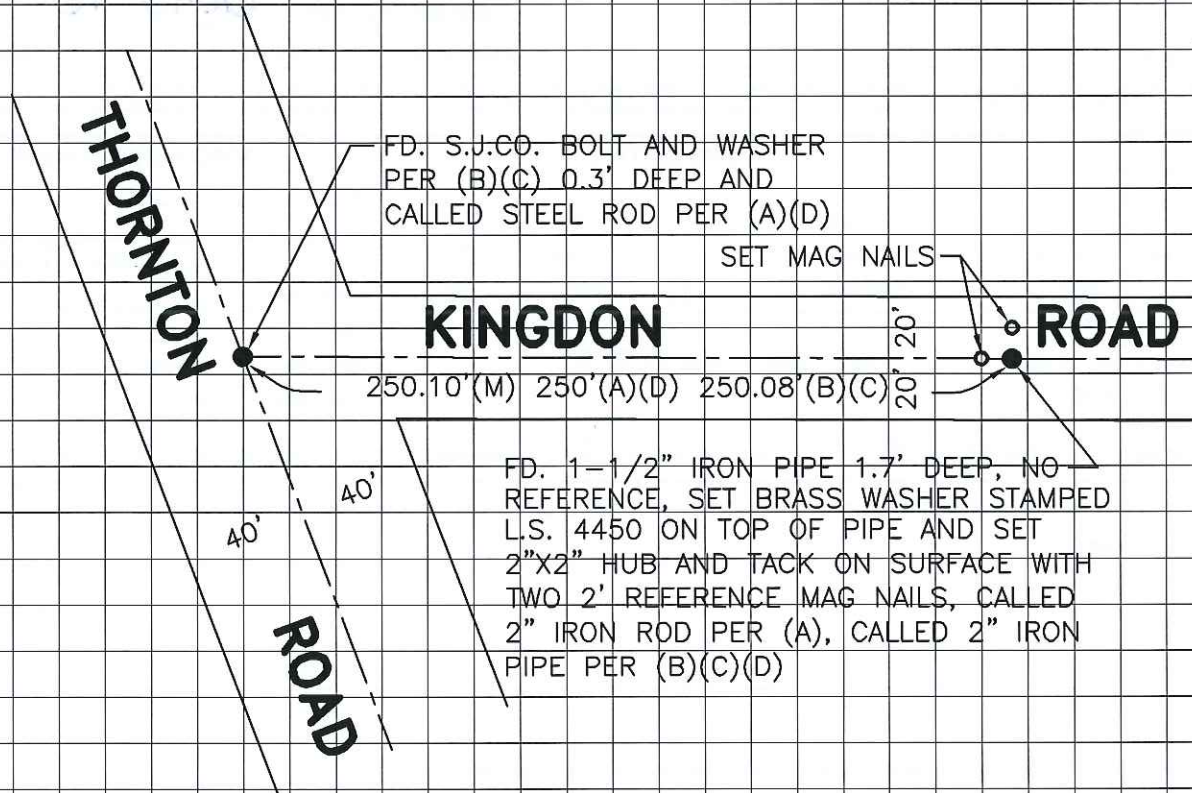 THORNTON
ROAD
FD. S.J.CO. BOLT AND WASHER
PER (B)(C) 0.3' DEEP AND
CALLED STEEL ROD PER (A)(D)
SET MAG NAILS
KINGDON ROAD
20'
20'
250.10'(M) 250'(A)(D) 250.08'(B)(C)
40'
40'
FD. 1-1/2" IRON PIPE 1.7' DEEP, NO
REFERENCE, SET BRASS WASHER STAMPED
L.S. 4450 ON TOP OF PIPE AND SET
2"X2" HUB AND TACK ON SURFACE WITH
TWO 2' REFERENCE MAG NAILS, CALLED
2" IRON ROD PER (A), CALLED 2" IRON
PIPE PER (B)(C)(D)